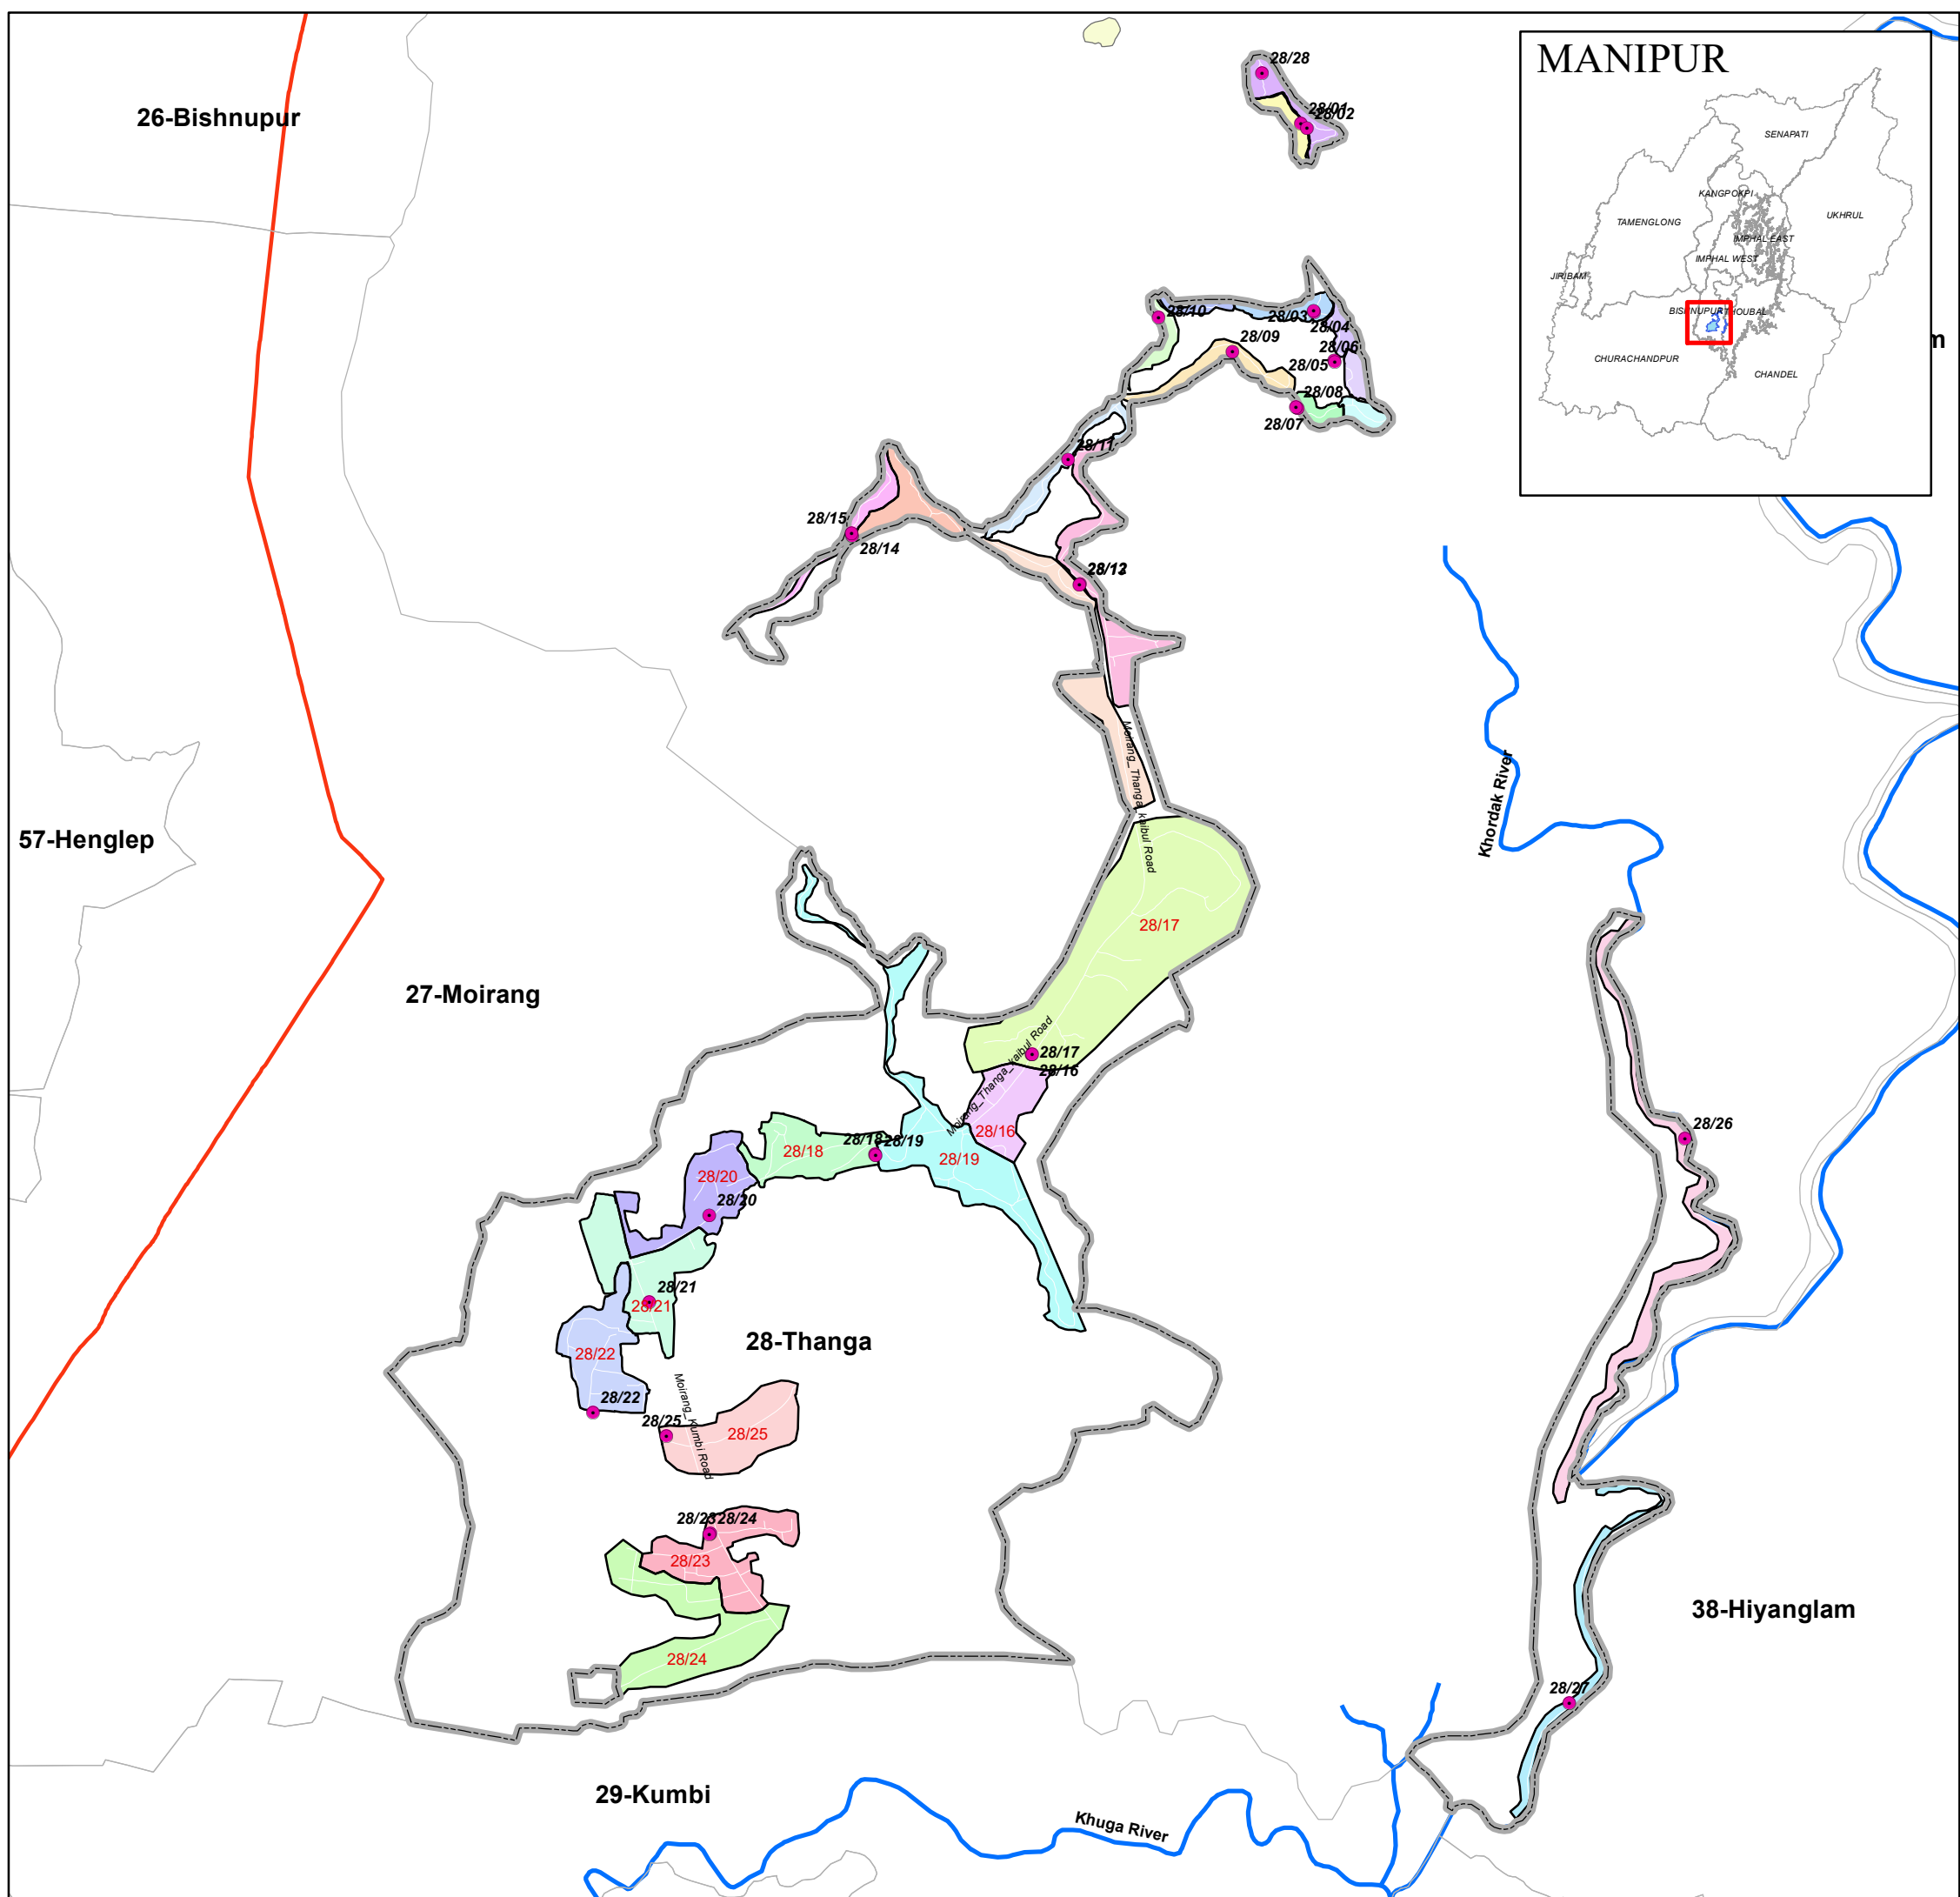 MANIPUR
SENAPATI
KANGPOKPI
TAMENGLONG
UKHRUL
IMPHAL EAST
IMPHAL WEST
JIRIBAM
BISHNUPUR
THOUBAL
CHURACHANDPUR
CHANDEL
m
26-Bishnupur
28/28
28/01
28/02
28/10
28/03
28/04
28/09
28/06
28/05
28/08
28/07
28/11
28/15
28/14
28/12
Moirang_Thanga_kaibul Road
Khordak River
57-Henglep
28/17
27-Moirang
Moirang_Thanga_kaibul Road
28/17
28/16
28/16
28/26
28/18
28/18
28/19
28/19
28/20
28/20
28/21
28/21
28-Thanga
28/22
28/22
Moirang_Kumbi Road
28/25
28/25
28/23
28/24
28/23
38-Hiyanglam
28/24
28/27
29-Kumbi
Khuga River